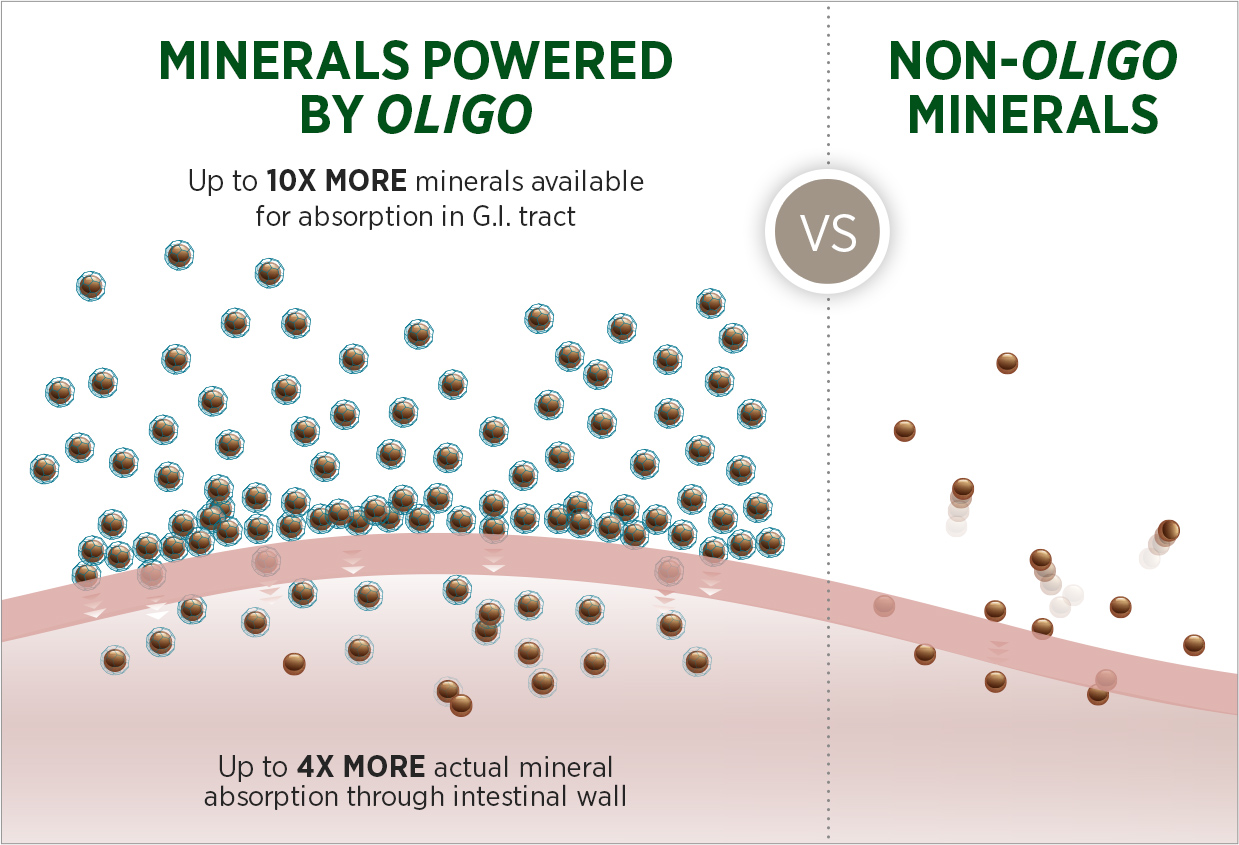 MINERALS POWERED
BY OLIGO
Up to 10X MORE minerals available
for absorption in G.I. tract
VS
NON-OLIGO
MINERALS
Up to 4X MORE actual mineral
absorption through intestinal wall